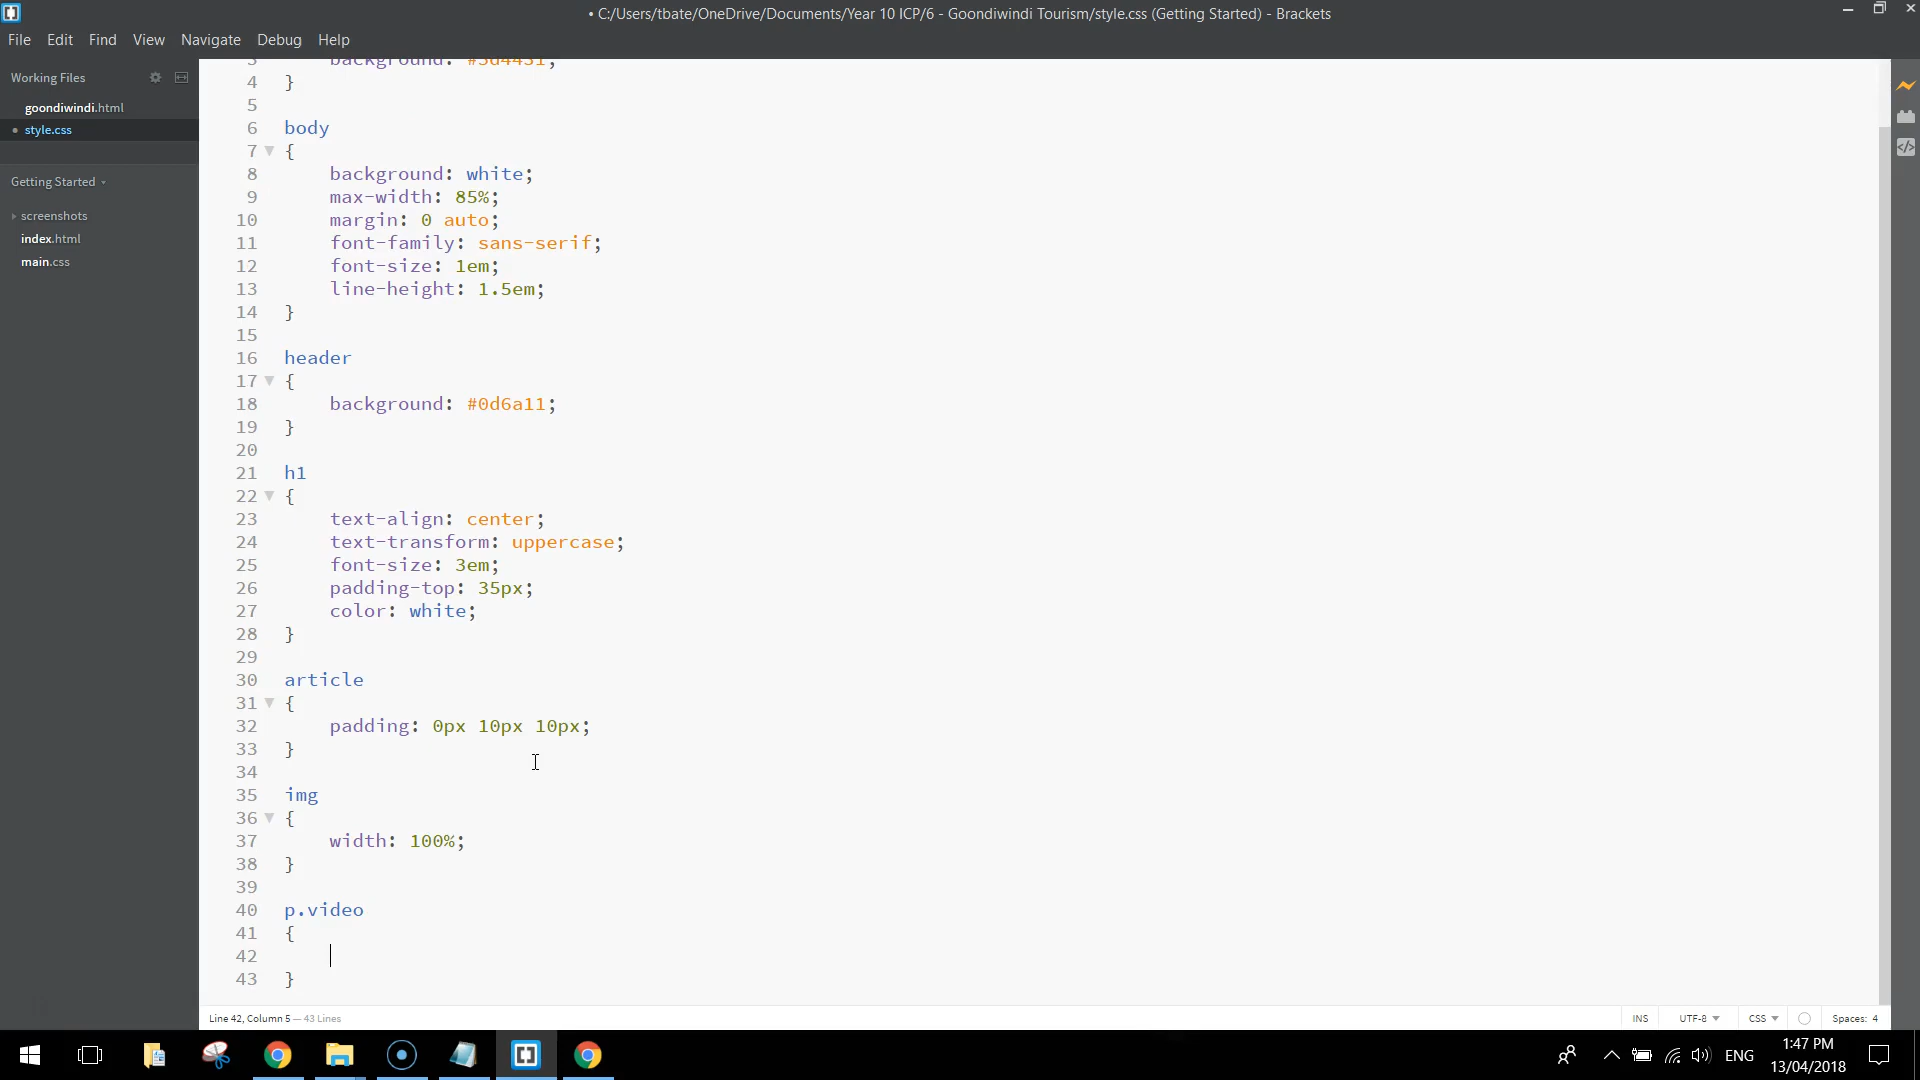 • C:/Users/tbate/OneDrive/Documents/Year 10 ICP/6 - Goondiwindi Tourism/style.css (Getting Started) - Brackets
File Edit Find View Navigate Debug Help
Working Files
goondiwindi.html
• style.css
Getting Started
screenshots
index.html
main.css
3 background: #3d4431;
4 }
5
6 body
7 {
8 background: white;
9 max-width: 85%;
10 margin: 0 auto;
11 font-family: sans-serif;
12 font-size: 1em;
13 line-height: 1.5em;
14 }
15
16 header
17 {
18 background: #0d6a11;
19 }
20
21 h1
22 {
23 text-align: center;
24 text-transform: uppercase;
25 font-size: 3em;
26 padding-top: 35px;
27 color: white;
28 }
29
30 article
31 {
32 padding: 0px 10px 10px;
33 }
34
35 img
36 {
37 width: 100%;
38 }
39
40 p.video
41 {
42
43 }
Line 42, Column 5 — 43 Lines
INS UTF-8 CSS Spaces: 4
ENG
1:47 PM
13/04/2018